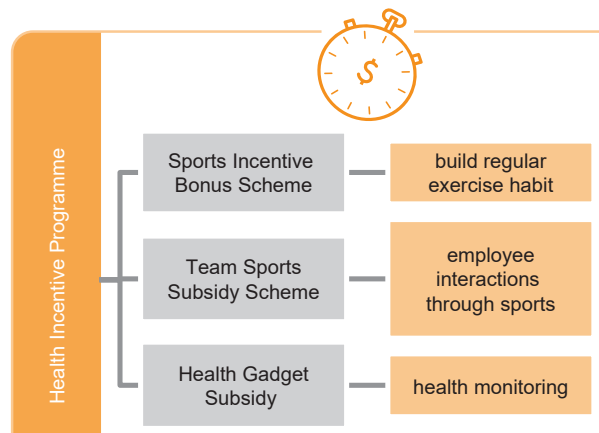 $
Health Incentive Programme
Sports Incentive
Bonus Scheme
build regular
exercise habit
Team Sports
Subsidy Scheme
employee
interactions
through sports
Health Gadget
Subsidy
health monitoring